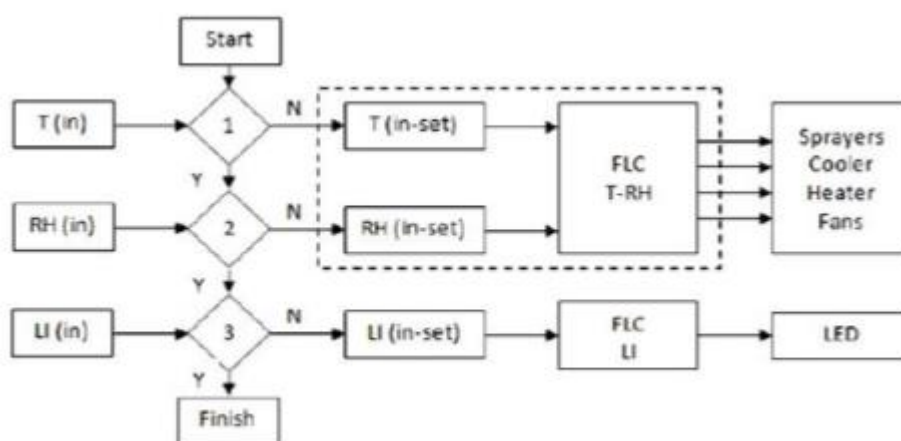 Start
T (in)
1
N
T (in-set)
FLC
T-RH
Sprayers
Cooler
Heater
Fans
Y
RH (in)
2
N
RH (in-set)
Y
LI (in)
3
N
LI (in-set)
FLC
LI
LED
Y
Finish